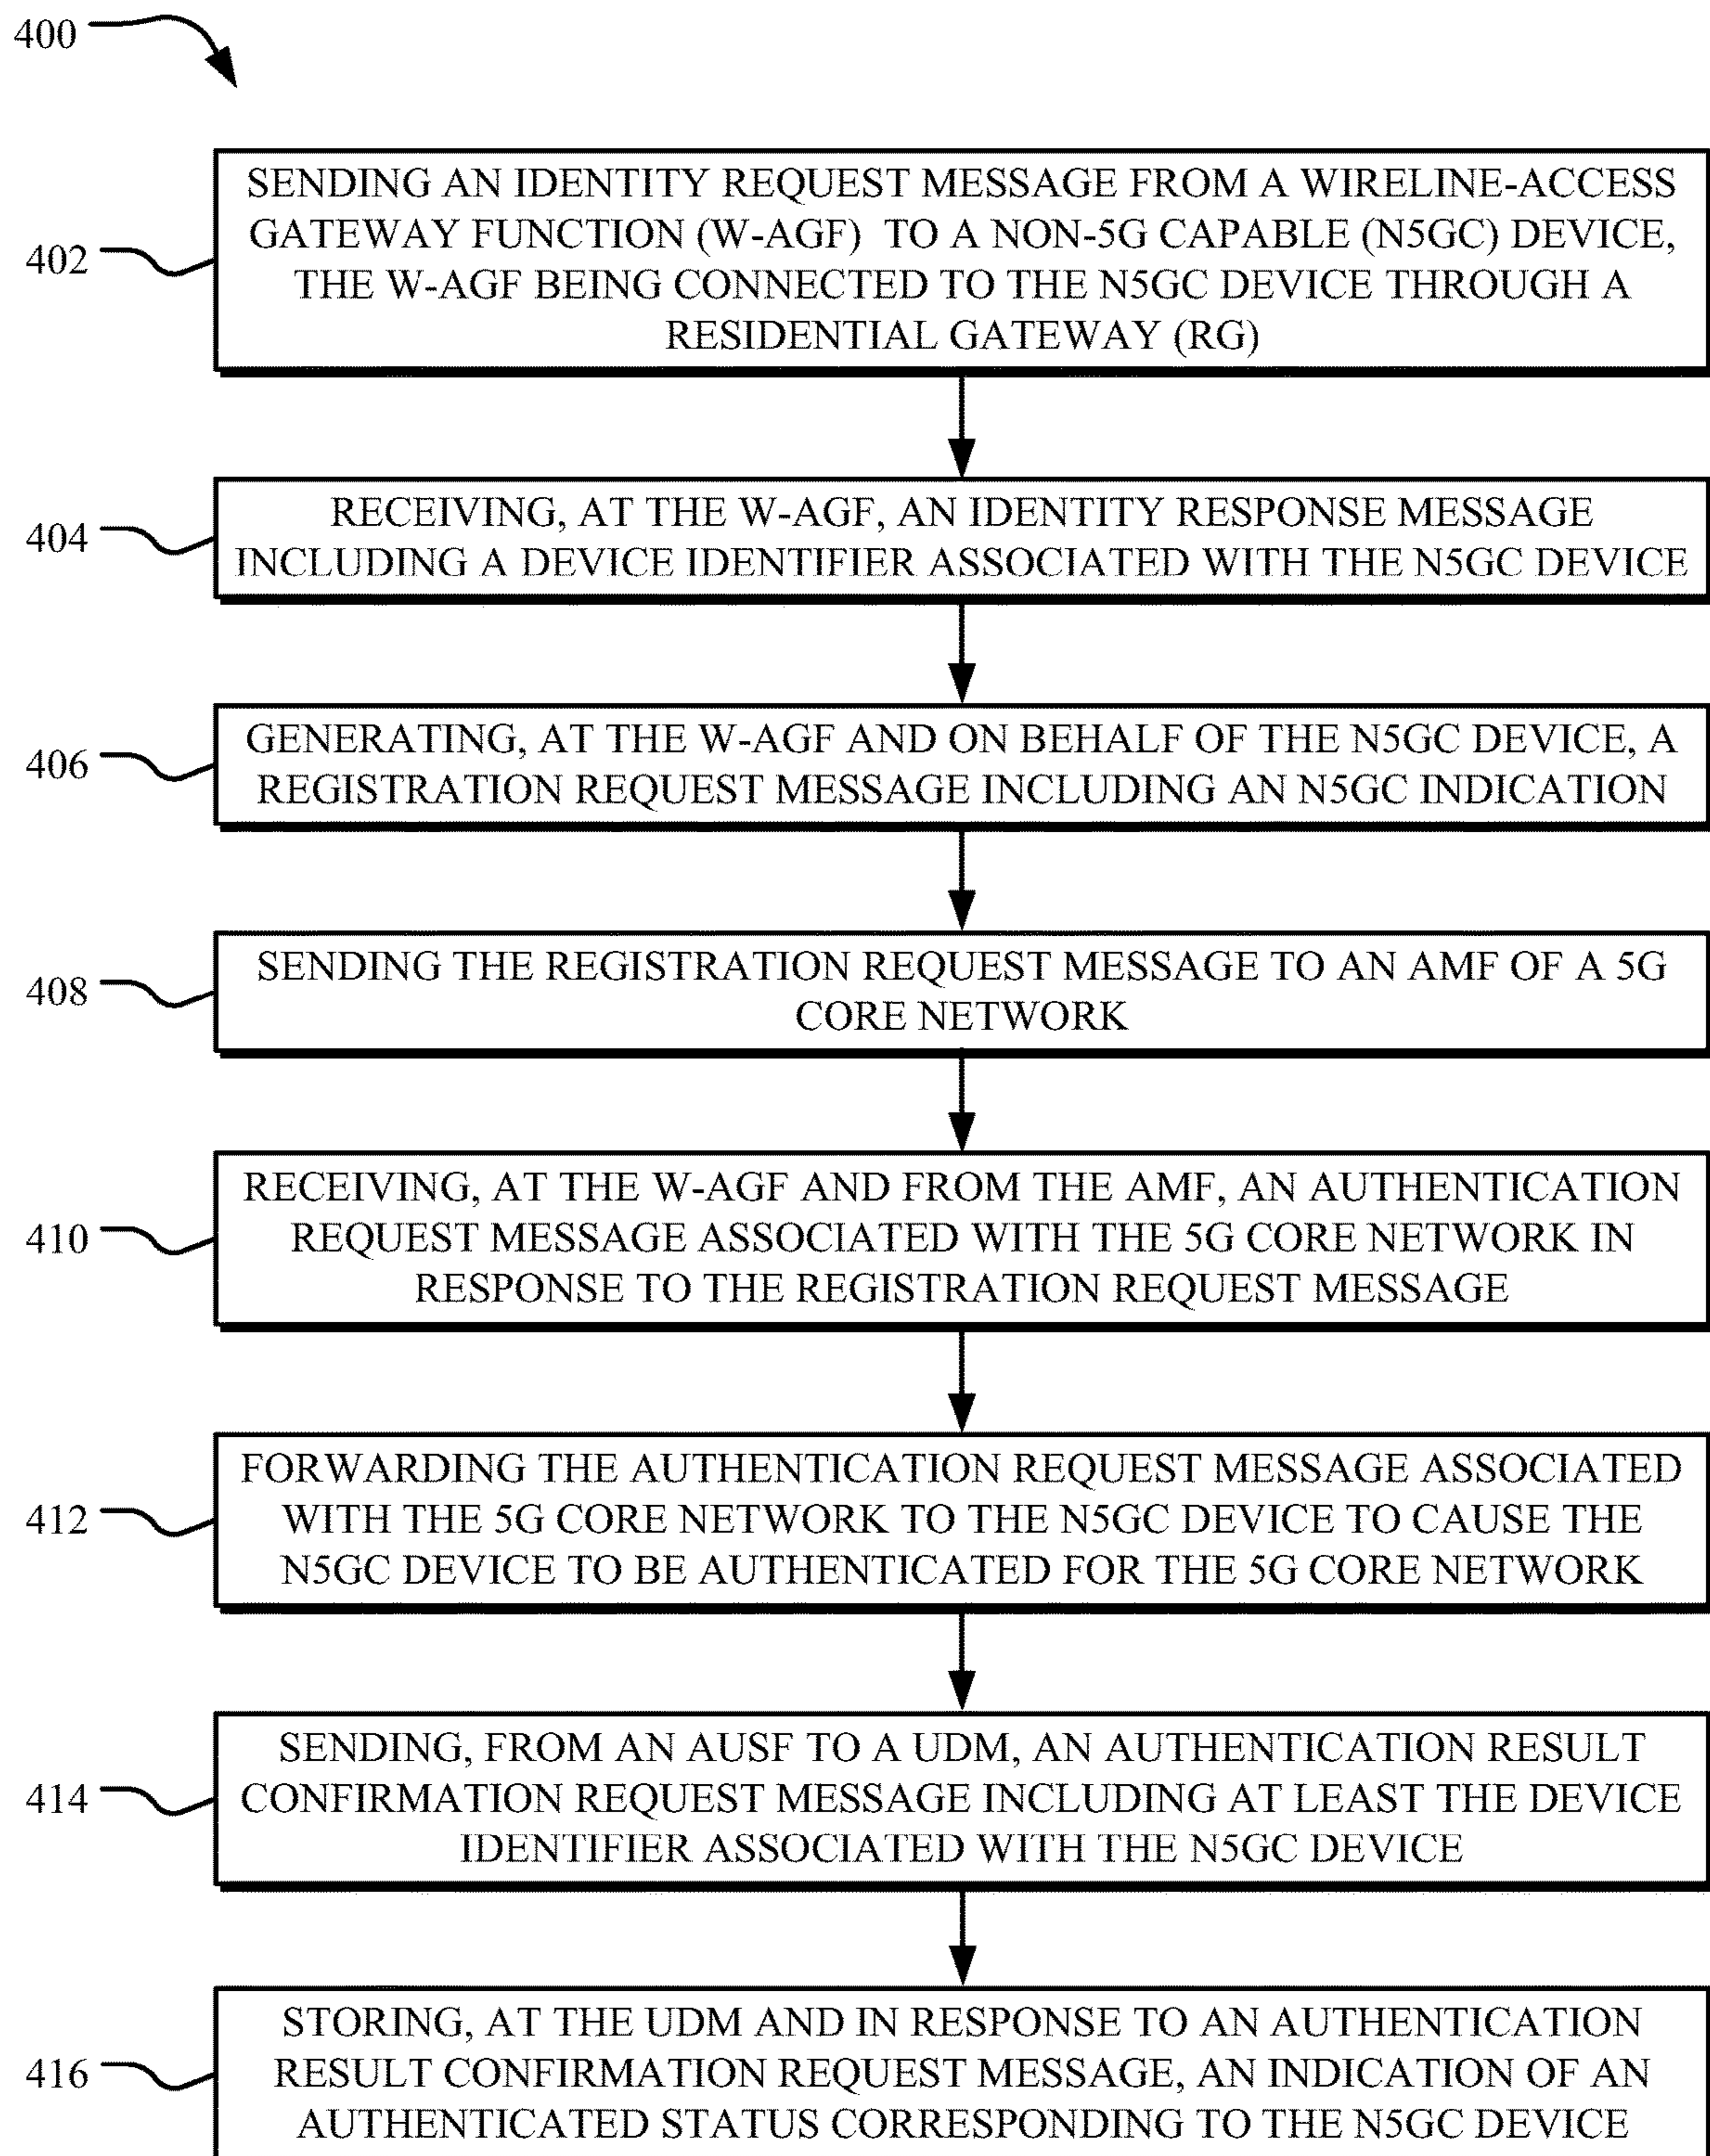 400
402
SENDING AN IDENTITY REQUEST MESSAGE FROM A WIRELINE-ACCESS
GATEWAY FUNCTION (W-AGF) TO A NON-5G CAPABLE (N5GC) DEVICE,
THE W-AGF BEING CONNECTED TO THE N5GC DEVICE THROUGH A
RESIDENTIAL GATEWAY (RG)
404
RECEIVING, AT THE W-AGF, AN IDENTITY RESPONSE MESSAGE
INCLUDING A DEVICE IDENTIFIER ASSOCIATED WITH THE N5GC DEVICE
406
GENERATING, AT THE W-AGF AND ON BEHALF OF THE N5GC DEVICE, A
REGISTRATION REQUEST MESSAGE INCLUDING AN N5GC INDICATION
408
SENDING THE REGISTRATION REQUEST MESSAGE TO AN AMF OF A 5G
CORE NETWORK
410
RECEIVING, AT THE W-AGF AND FROM THE AMF, AN AUTHENTICATION
REQUEST MESSAGE ASSOCIATED WITH THE 5G CORE NETWORK IN
RESPONSE TO THE REGISTRATION REQUEST MESSAGE
412
FORWARDING THE AUTHENTICATION REQUEST MESSAGE ASSOCIATED
WITH THE 5G CORE NETWORK TO THE N5GC DEVICE TO CAUSE THE
N5GC DEVICE TO BE AUTHENTICATED FOR THE 5G CORE NETWORK
414
SENDING, FROM AN AUSF TO A UDM, AN AUTHENTICATION RESULT
CONFIRMATION REQUEST MESSAGE INCLUDING AT LEAST THE DEVICE
IDENTIFIER ASSOCIATED WITH THE N5GC DEVICE
416
STORING, AT THE UDM AND IN RESPONSE TO AN AUTHENTICATION
RESULT CONFIRMATION REQUEST MESSAGE, AN INDICATION OF AN
AUTHENTICATED STATUS CORRESPONDING TO THE N5GC DEVICE